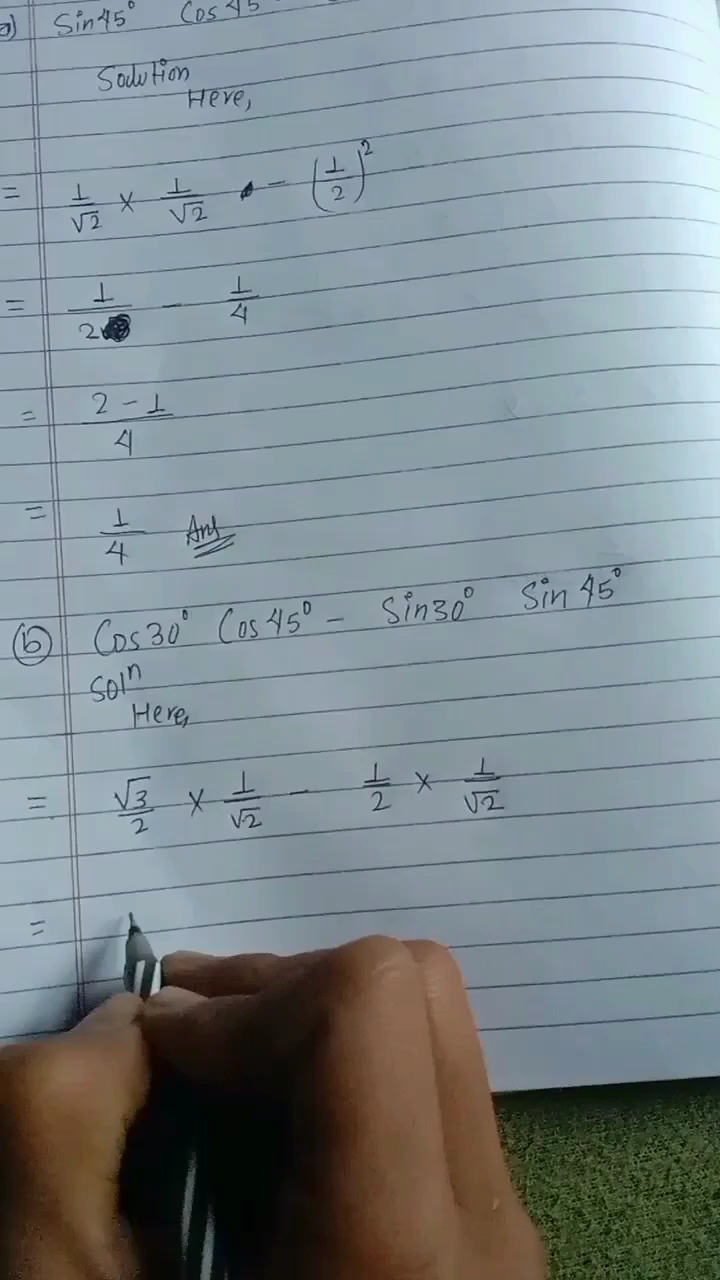 a) Sin45° Cos45
Solution
Here,
= 1/√2 × 1/√2 - (1/2)²
= 1/2 - 1/4
= 2-1/4
= 1/4 Ans
(b) Cos30° Cos45° - Sin30° Sin45°
Solⁿ
Here,
= √3/2 × 1/√2 - 1/2 × 1/√2
=